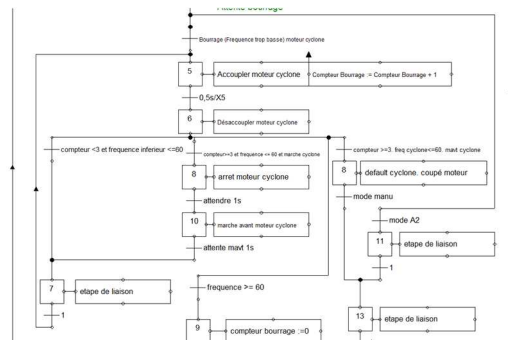 Attente bourrage
Bourrage (Frequence trop basse) moteur cyclone
5
Accoupler moteur cyclone
Compteur Bourrage := Compteur Bourrage + 1
0,5s/X5
6
Désaccoupler moteur cyclone
compteur <3 et frequence inferieur <=60
compteur>=3 et frequence <= 60 et marche cyclone
compteur >=3. freq cyclone<=60. mavt cyclone
8
arret moteur cyclone
8
default cyclone. coupé moteur
attendre 1s
mode manu
10
marche avant moteur cyclone
mode A2
11
etape de liaison
attente mavt 1s
1
7
etape de liaison
frequence >= 60
1
13
etape de liaison
9
compteur bourrage :=0